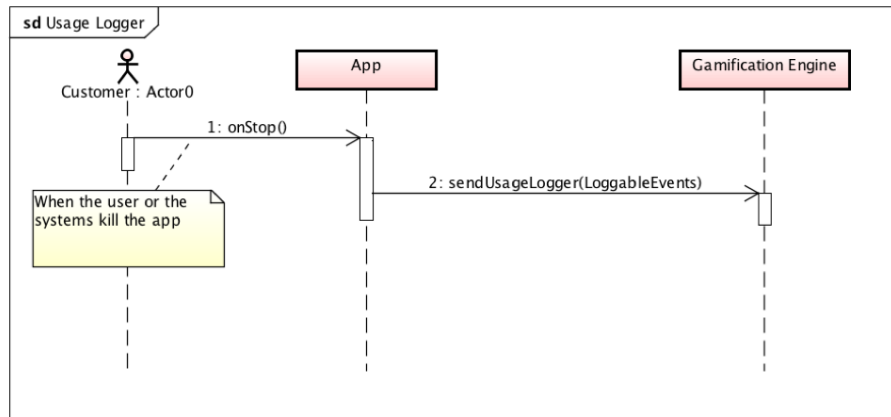 sd Usage Logger
Customer : Actor0
App
Gamification Engine
1: onStop()
2: sendUsageLogger(LoggableEvents)
When the user or the
systems kill the app